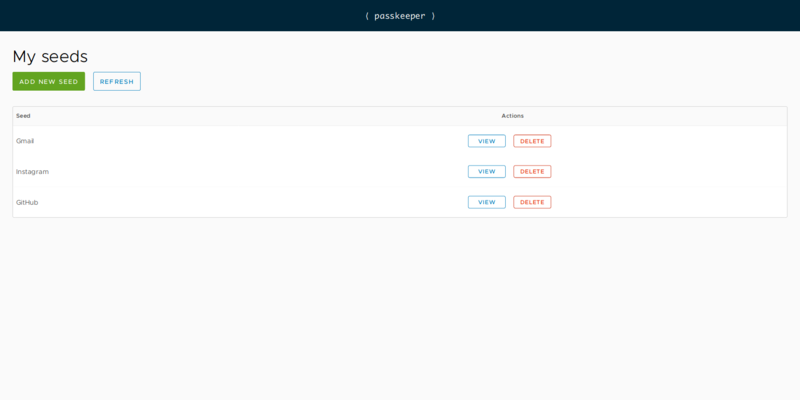 ( passkeeper )
My seeds
ADD NEW SEED REFRESH
Seed Actions
Gmail VIEW DELETE
Instagram VIEW DELETE
GitHub VIEW DELETE